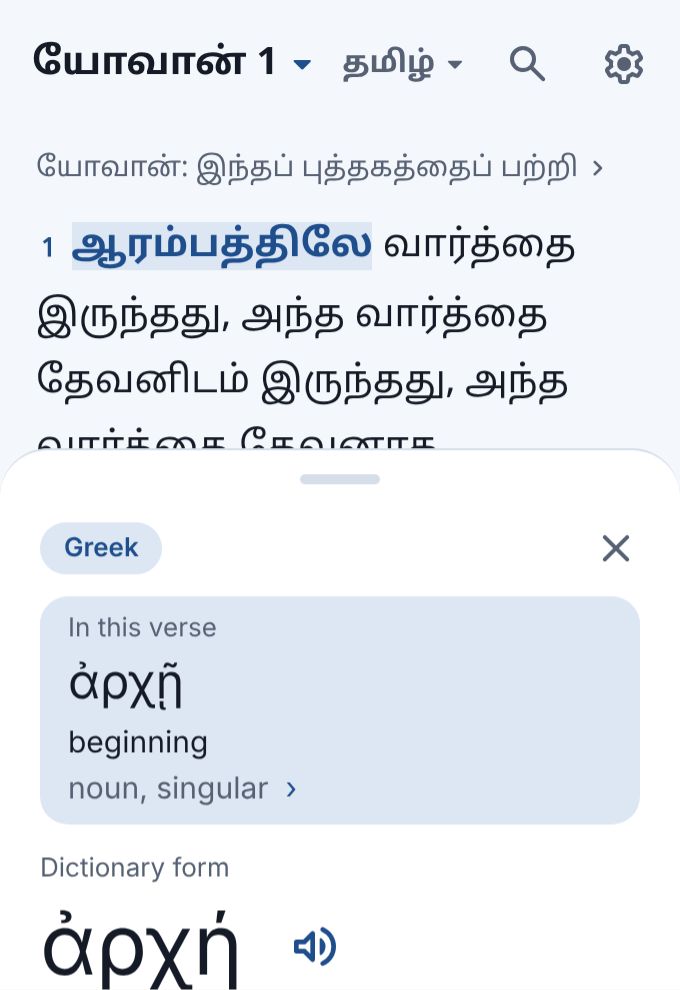 யோவான் 1 தமிழ்
யோவான்: இந்தப் புத்தகத்தைப் பற்றி ›
1 ஆரம்பத்திலே வார்த்தை
இருந்தது, அந்த வார்த்தை
தேவனிடம் இருந்தது, அந்த
வார்த்தை தேவனாக
Greek
In this verse
ἀρχῇ
beginning
noun, singular ›
Dictionary form
ἀρχή